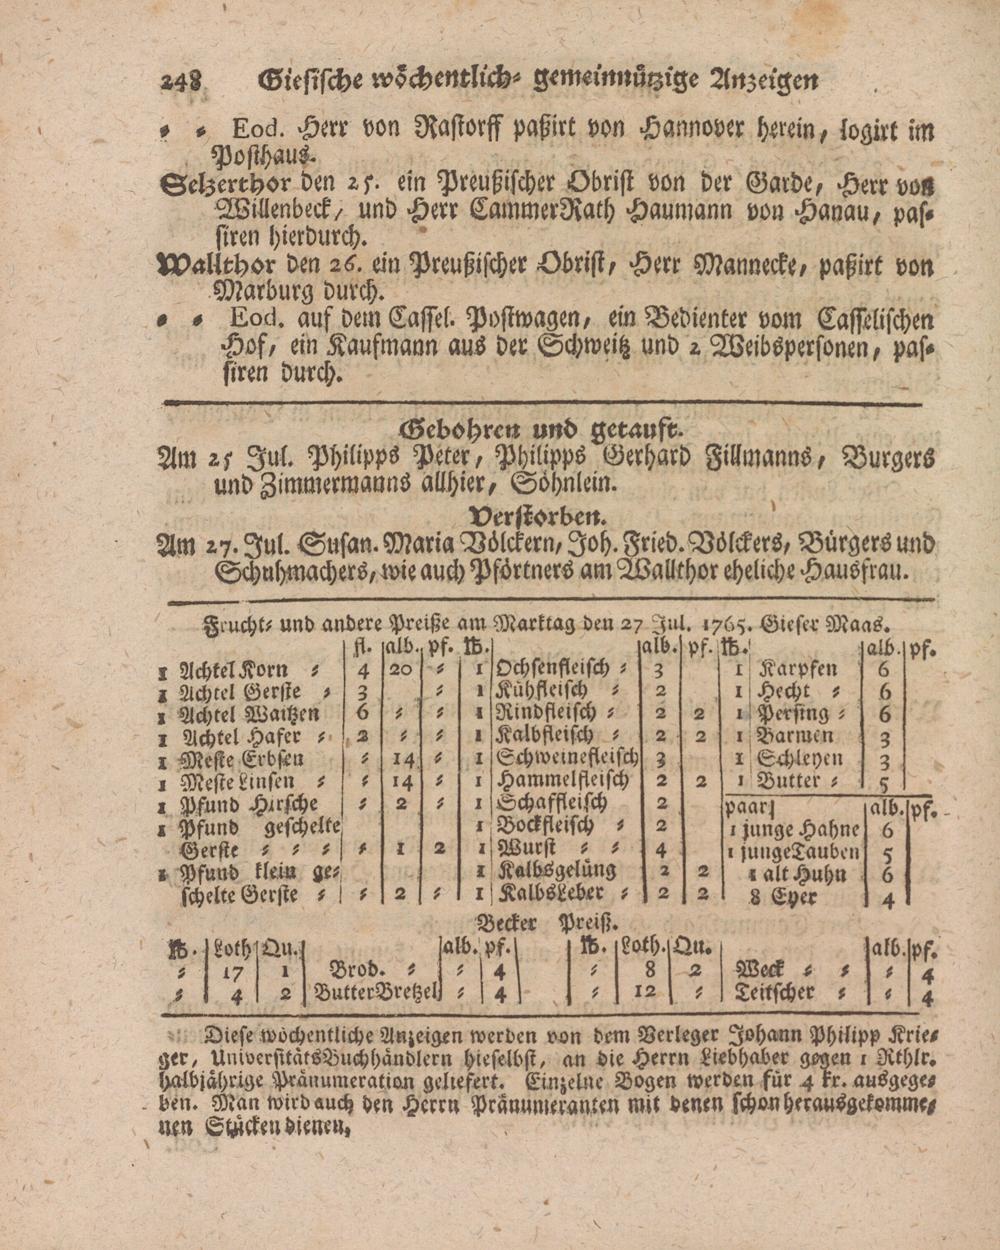 248 Giesische wöchentlich⸗ gemeinnützige Anzeigen
⸗ ⸗ Eod. Herr von Rastorff paßirt von Hannover herein, logirt im
Posthaus.
Selzerthor den 25. ein Preußischer Obrist von der Garde, Herr von
Willenbeck, und Herr CammerRath Haumann von Hanau, pas⸗
siren hierdurch.
Wallthor den 26. ein Preußischer Obrist, Herr Mannecke, paßirt von
Marburg durch.
⸗ ⸗ Eod. auf dem Cassel. Postwagen, ein Bedienter vom Casselischen
Hof, ein Kaufmann aus der Schweitz und 2 Weibspersonen, pas⸗
siren durch.
Gebohren und getauft.
Am 25 Jul. Philipps Peter, Philipps Gerhard Fillmanns, Burgers
und Zimmermanns allhier, Söhnlein.
Verstorben.
Am 27. Jul. Susan. Maria Völckern, Joh. Fried. Völckers, Bürgers und
Schuhmachers, wie auch Pförtners am Wallthor eheliche Hausfrau.
Frucht⸗ und andere Preiße am Marktag den 27 Jul. 1765. Gieser Maas.
fl. alb. pf. ℔. alb. pf. ℔. alb. pf.
1 Achtel Korn ⸗ 4 20 ⸗ 1 Ochsenfleisch ⸗ 3 1 Karpfen 6
1 Achtel Gerste ⸗ 3 ⸗ 1 Kühfleisch ⸗ 2 1 Hecht ⸗ 6
1 Achtel Waitzen 6 ⸗ ⸗ 1 Rindfleisch ⸗ 2 2 1 Persing ⸗ 6
1 Achtel Hafer ⸗ 2 ⸗ ⸗ 1 Kalbfleisch ⸗ 2 2 1 Barmen 3
1 Meste Erbsen ⸗ 14 ⸗ 1 Schweinefleisch 3 1 Schleyen 3
1 Meste Linsen ⸗ ⸗ 14 ⸗ 1 Hammelfleisch 2 2 1 Butter ⸗ 5
1 Pfund Hirsche ⸗ 2 ⸗ 1 Schaffleisch 2 paar alb. pf.
1 Pfund geschelte 1 Bockfleisch ⸗ 2 1 junge Hahne 6
Gerste ⸗ ⸗ ⸗ ⸗ 1 2 1 Wurst ⸗ ⸗ 4 1 junge Tauben 5
1 Pfund klein ge⸗ 1 Kalbsgelüng 2 2 1 alt Huhn 6
schelte Gerste ⸗ ⸗ 2 ⸗ 1 KalbsLeber ⸗ 2 2 8 Eyer 4
Becker Preiß.
℔. Loth Qu. alb. pf. ℔. Loth. Qu. alb. pf.
⸗ 17 1 Brod. ⸗ ⸗ 4 ⸗ 8 2 Weck ⸗ ⸗ ⸗ 4
⸗ 4 2 ButterBretzel ⸗ 4 ⸗ 12 ⸗ Teitscher ⸗ ⸗ 4
Diese wöchentliche Anzeigen werden von dem Verleger Johann Philipp Krie⸗
ger, UniversitätsBuchhändlern hieselbst, an die Herrn Liebhaber gegen 1 Rthlr.
halbjährige Pränumeration geliefert. Einzelne Bogen werden für 4 kr. ausgege⸗
ben. Man wird auch den Herrn Pränumeranten mit denen schon herausgekomme⸗
nen Stücken dienen.